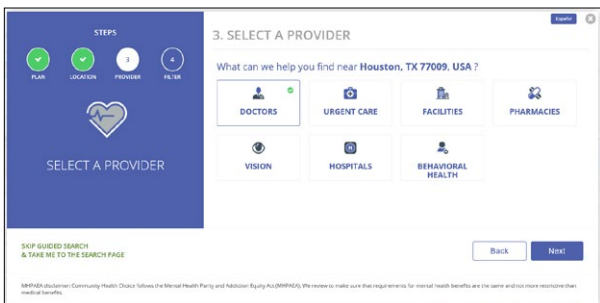 Español
STEPS
3. SELECT A PROVIDER
3
4
PLAN
LOCATION
PROVIDER
FILTER
What can we help you find near Houston, TX 77009, USA ?
DOCTORS
URGENT CARE
FACILITIES
PHARMACIES
SELECT A PROVIDER
VISION
HOSPITALS
BEHAVIORAL
HEALTH
SKIP GUIDED SEARCH
& TAKE ME TO THE SEARCH PAGE
Back
Next
MHPAEA disclaimer: Community Health Choice follows the Mental Health Parity and Addiction Equity Act (MHPAEA). We review to make sure that requirements for mental health benefits are the same and not more restrictive than
medical benefits.